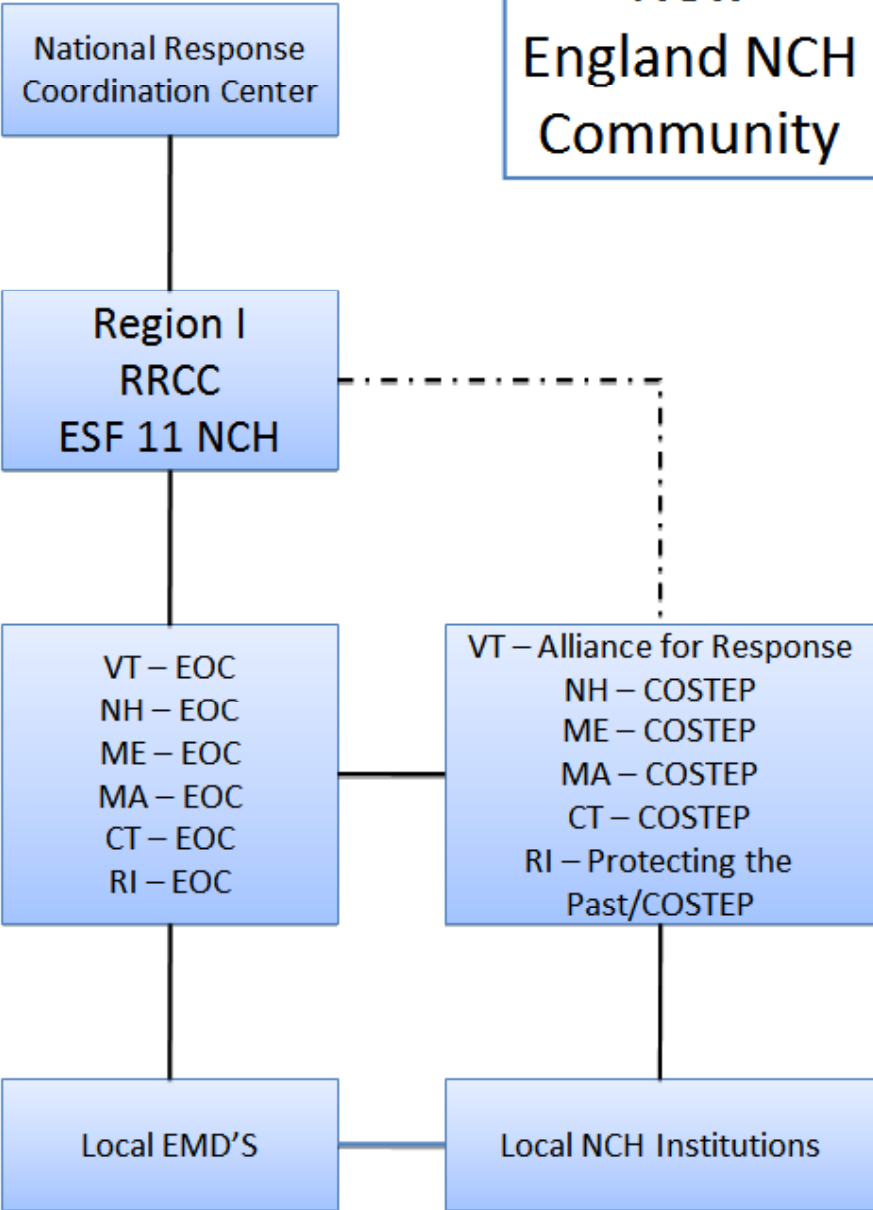 National Response
Coordination Center
England NCH
Community
Region I
RRCC
ESF 11 NCH
VT – EOC
NH – EOC
ME – EOC
MA – EOC
CT – EOC
RI – EOC
VT – Alliance for Response
NH – COSTEP
ME – COSTEP
MA – COSTEP
CT – COSTEP
RI – Protecting the
Past/COSTEP
Local EMD'S
Local NCH Institutions